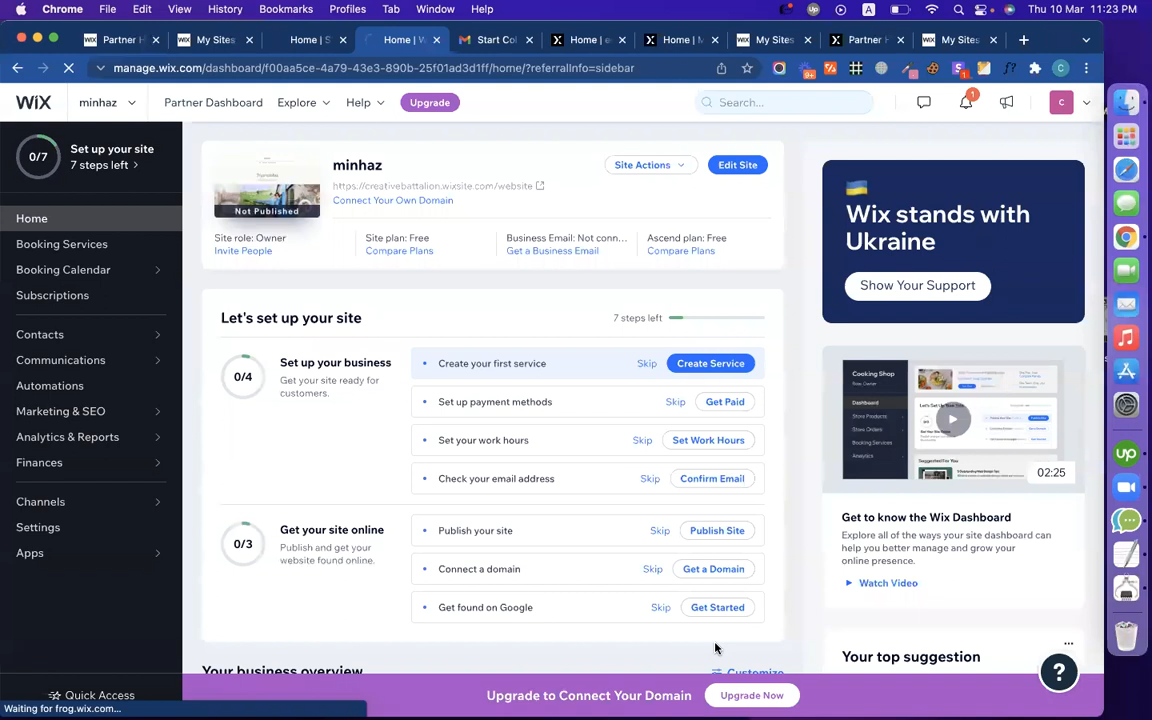 Chrome File Edit View History Bookmarks Profiles Tab Window Help
A
Thu 10 Mar 11:23 PM
Partner H
My Sites
Home | S
Home | W
Start Col
Home | e
Home | M
My Sites
Partner H
My Sites
manage.wix.com/dashboard/f00aa5ce-4a79-43e3-890b-25f01ad3d1ff/home/?referralInfo=sidebar
WiX
minhaz
Partner Dashboard
Explore
Help
Upgrade
Search...
1
C
0/7
Set up your site
7 steps left
Home
Booking Services
Booking Calendar
Subscriptions
Contacts
Communications
Automations
Marketing & SEO
Analytics & Reports
Finances
Channels
Settings
Apps
Quick Access
Waiting for frog.wix.com...
Not Published
minhaz
https://creativebattalion.wixsite.com/website
Connect Your Own Domain
Site Actions
Edit Site
Site role: Owner
Invite People
Site plan: Free
Compare Plans
Business Email: Not conn...
Get a Business Email
Ascend plan: Free
Compare Plans
Let's set up your site
7 steps left
0/4
Set up your business
Get your site ready for
customers.
Create your first service Skip Create Service
Set up payment methods Skip Get Paid
Set your work hours Skip Set Work Hours
Check your email address Skip Confirm Email
0/3
Get your site online
Publish and get your
website found online.
Publish your site Skip Publish Site
Connect a domain Skip Get a Domain
Get found on Google Skip Get Started
Your business overview
Customize
Wix stands with
Ukraine
Show Your Support
Cooking Shop
Dashboard
02:25
Get to know the Wix Dashboard
Explore all of the ways your site dashboard can
help you better manage and grow your
online presence.
Watch Video
Your top suggestion
Upgrade to Connect Your Domain
Upgrade Now
?
up